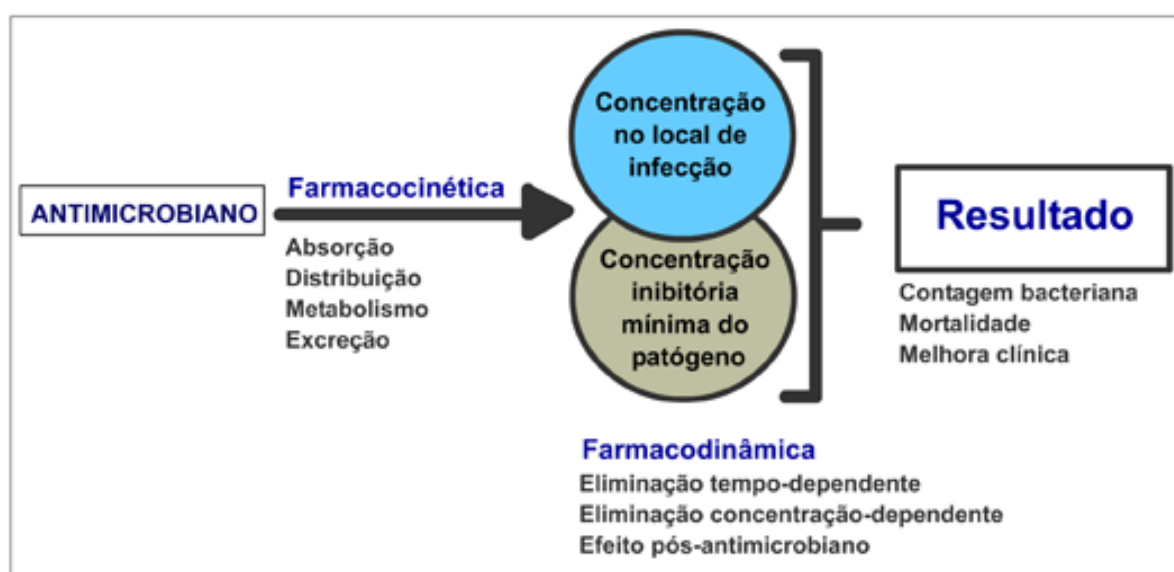 ANTIMICROBIANO
Farmacocinética
Absorção
Distribuição
Metabolismo
Excreção
Concentração
no local de
infecção
Concentração
inibitória
mínima do
patógeno
Farmacodinâmica
Eliminação tempo-dependente
Eliminação concentração-dependente
Efeito pós-antimicrobiano
Resultado
Contagem bacteriana
Mortalidade
Melhora clínica